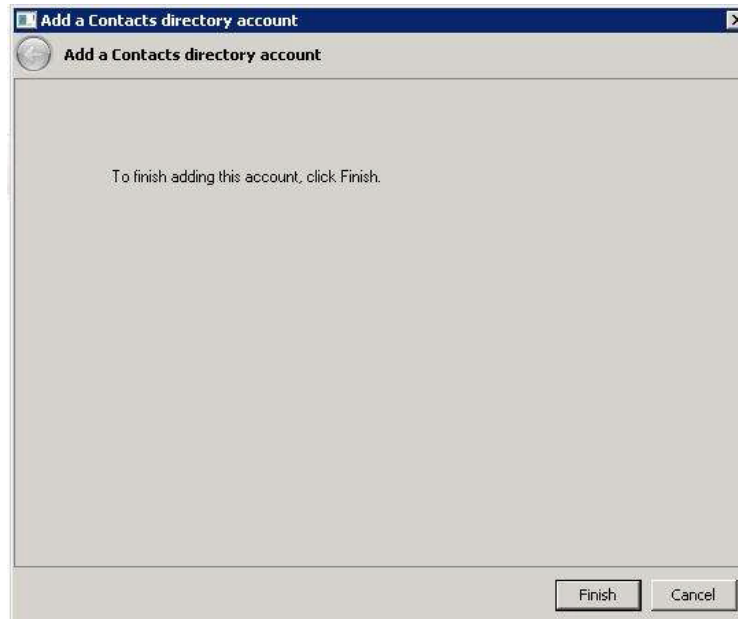 Add a Contacts directory account
Add a Contacts directory account
To finish adding this account, click Finish.
Finish Cancel